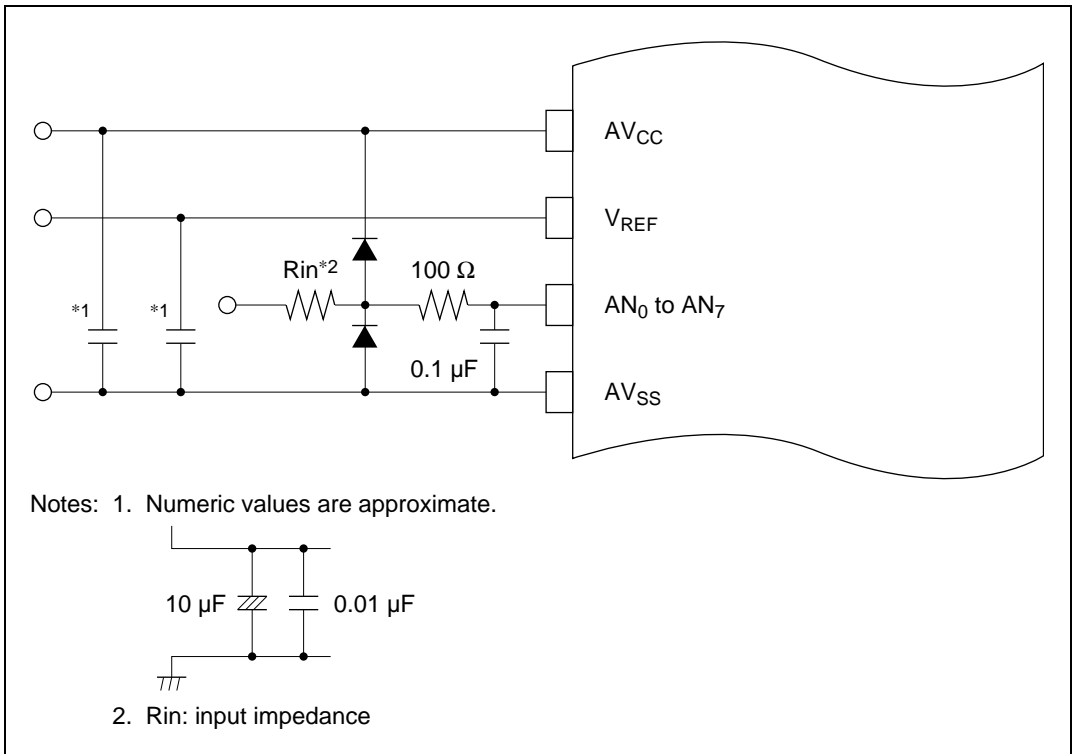 AVCC
VREF
Rin*2 100 Ω
*1 *1 AN0 to AN7
0.1 µF
AVSS
Notes: 1. Numeric values are approximate.
10 µF 0.01 µF
2. Rin: input impedance